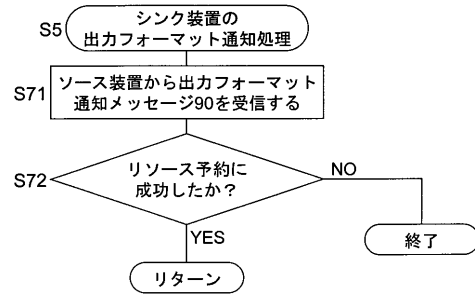 S5
シンク装置の
出力フォーマット通知処理
S71
ソース装置から出力フォーマット
通知メッセージ90を受信する
S72
リソース予約に
成功したか？
NO
YES
終了
リターン